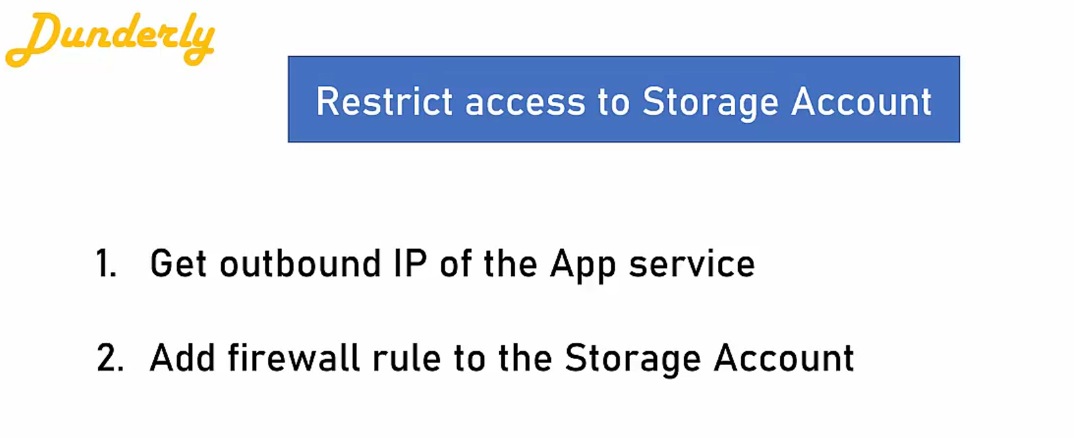 Dunderly
Restrict access to Storage Account
1. Get outbound IP of the App service
2. Add firewall rule to the Storage Account